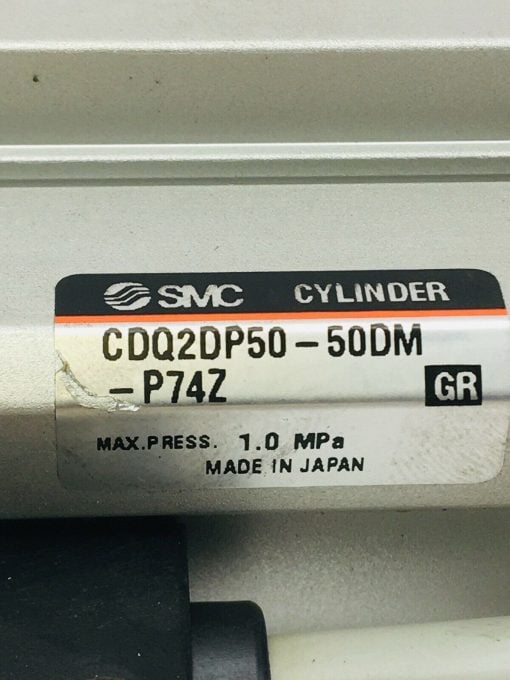 SMC CYLINDER
CDQ2DP50-50DM
-P74Z GR
MAX.PRESS. 1.0 MPa
MADE IN JAPAN